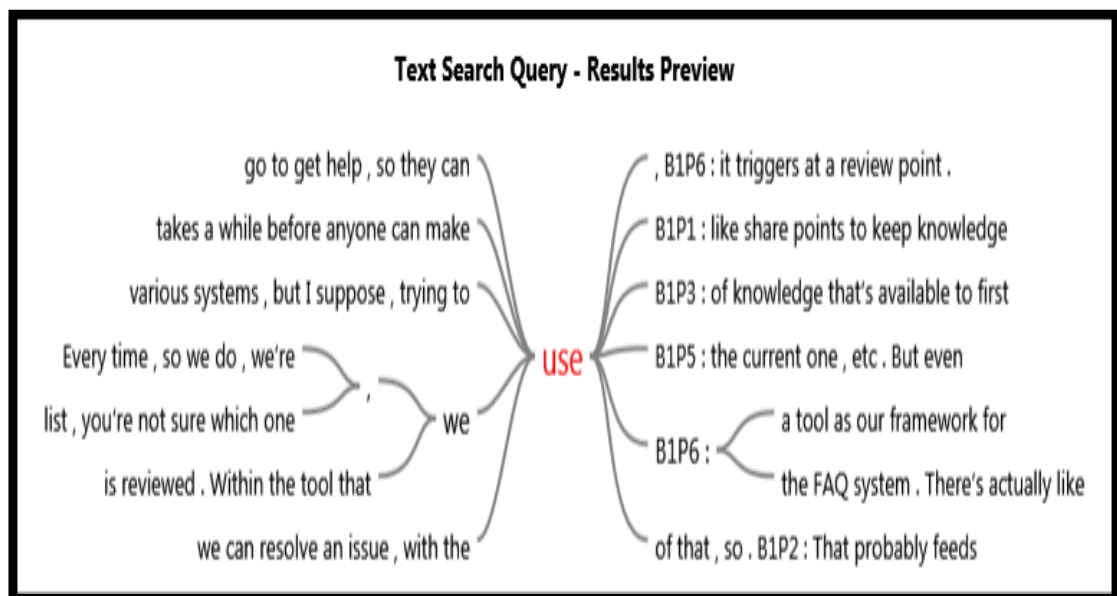 Text Search Query - Results Preview
go to get help , so they can
takes a while before anyone can make
various systems , but I suppose , trying to
Every time , so we do , we're
,
list , you're not sure which one
we
is reviewed . Within the tool that
we can resolve an issue , with the
use
, B1P6 : it triggers at a review point .
B1P1 : like share points to keep knowledge
B1P3 : of knowledge that's available to first
B1P5 : the current one , etc . But even
B1P6 :
a tool as our framework for
the FAQ system . There's actually like
of that , so . B1P2 : That probably feeds